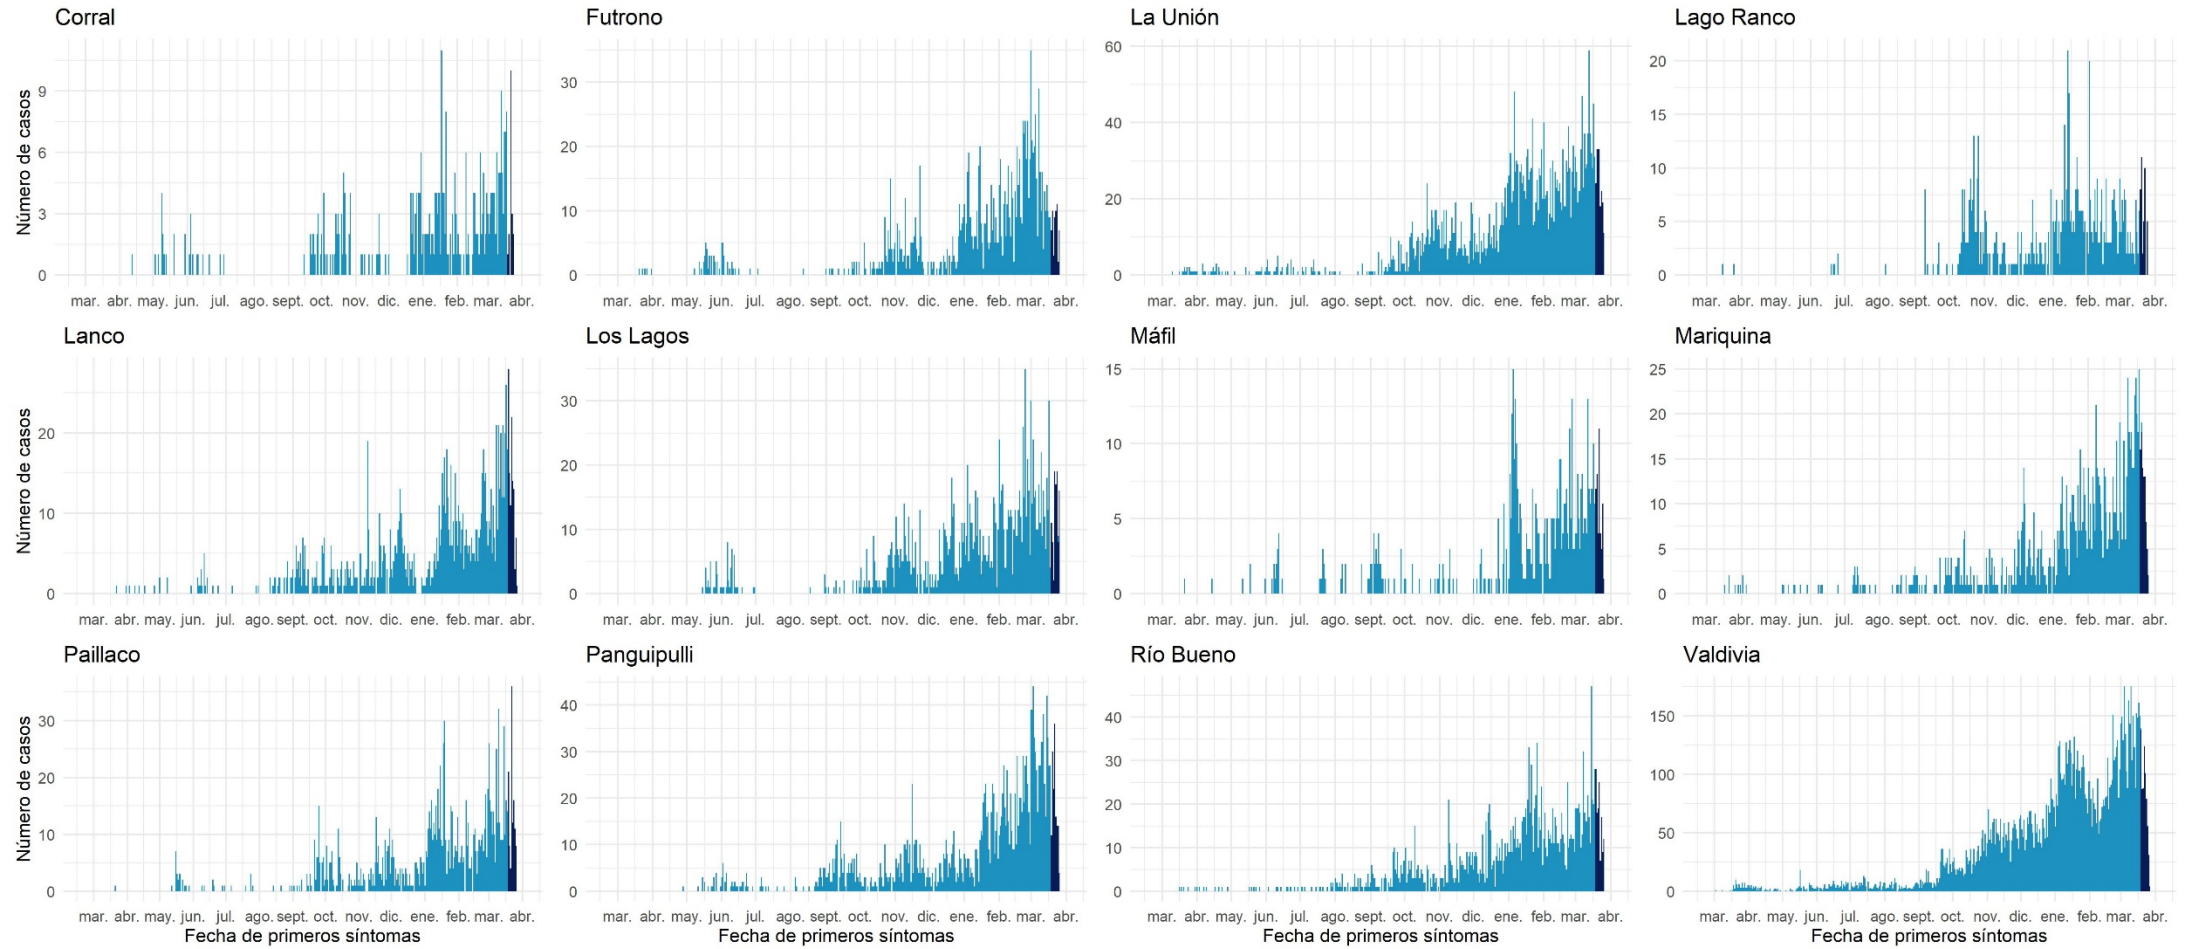 Corral
Futrono
La Unión
Lago Ranco
Número de casos
9
6
3
0
30
20
10
0
60
40
20
0
20
15
10
5
0
mar. abr. may. jun. jul. ago. sept. oct. nov. dic. ene. feb. mar. abr.
mar. abr. may. jun. jul. ago. sept. oct. nov. dic. ene. feb. mar. abr.
mar. abr. may. jun. jul. ago. sept. oct. nov. dic. ene. feb. mar. abr.
mar. abr. may. jun. jul. ago. sept. oct. nov. dic. ene. feb. mar. abr.
Lanco
Los Lagos
Máfil
Mariquina
Número de casos
20
10
0
30
20
10
0
15
10
5
0
25
20
15
10
5
0
mar. abr. may. jun. jul. ago. sept. oct. nov. dic. ene. feb. mar. abr.
mar. abr. may. jun. jul. ago. sept. oct. nov. dic. ene. feb. mar. abr.
mar. abr. may. jun. jul. ago. sept. oct. nov. dic. ene. feb. mar. abr.
mar. abr. may. jun. jul. ago. sept. oct. nov. dic. ene. feb. mar. abr.
Paillaco
Panguipulli
Río Bueno
Valdivia
Número de casos
30
20
10
0
40
30
20
10
0
40
30
20
10
0
150
100
50
0
mar. abr. may. jun. jul. ago. sept. oct. nov. dic. ene. feb. mar. abr.
mar. abr. may. jun. jul. ago. sept. oct. nov. dic. ene. feb. mar. abr.
mar. abr. may. jun. jul. ago. sept. oct. nov. dic. ene. feb. mar. abr.
mar. abr. may. jun. jul. ago. sept. oct. nov. dic. ene. feb. mar. abr.
Fecha de primeros síntomas
Fecha de primeros síntomas
Fecha de primeros síntomas
Fecha de primeros síntomas